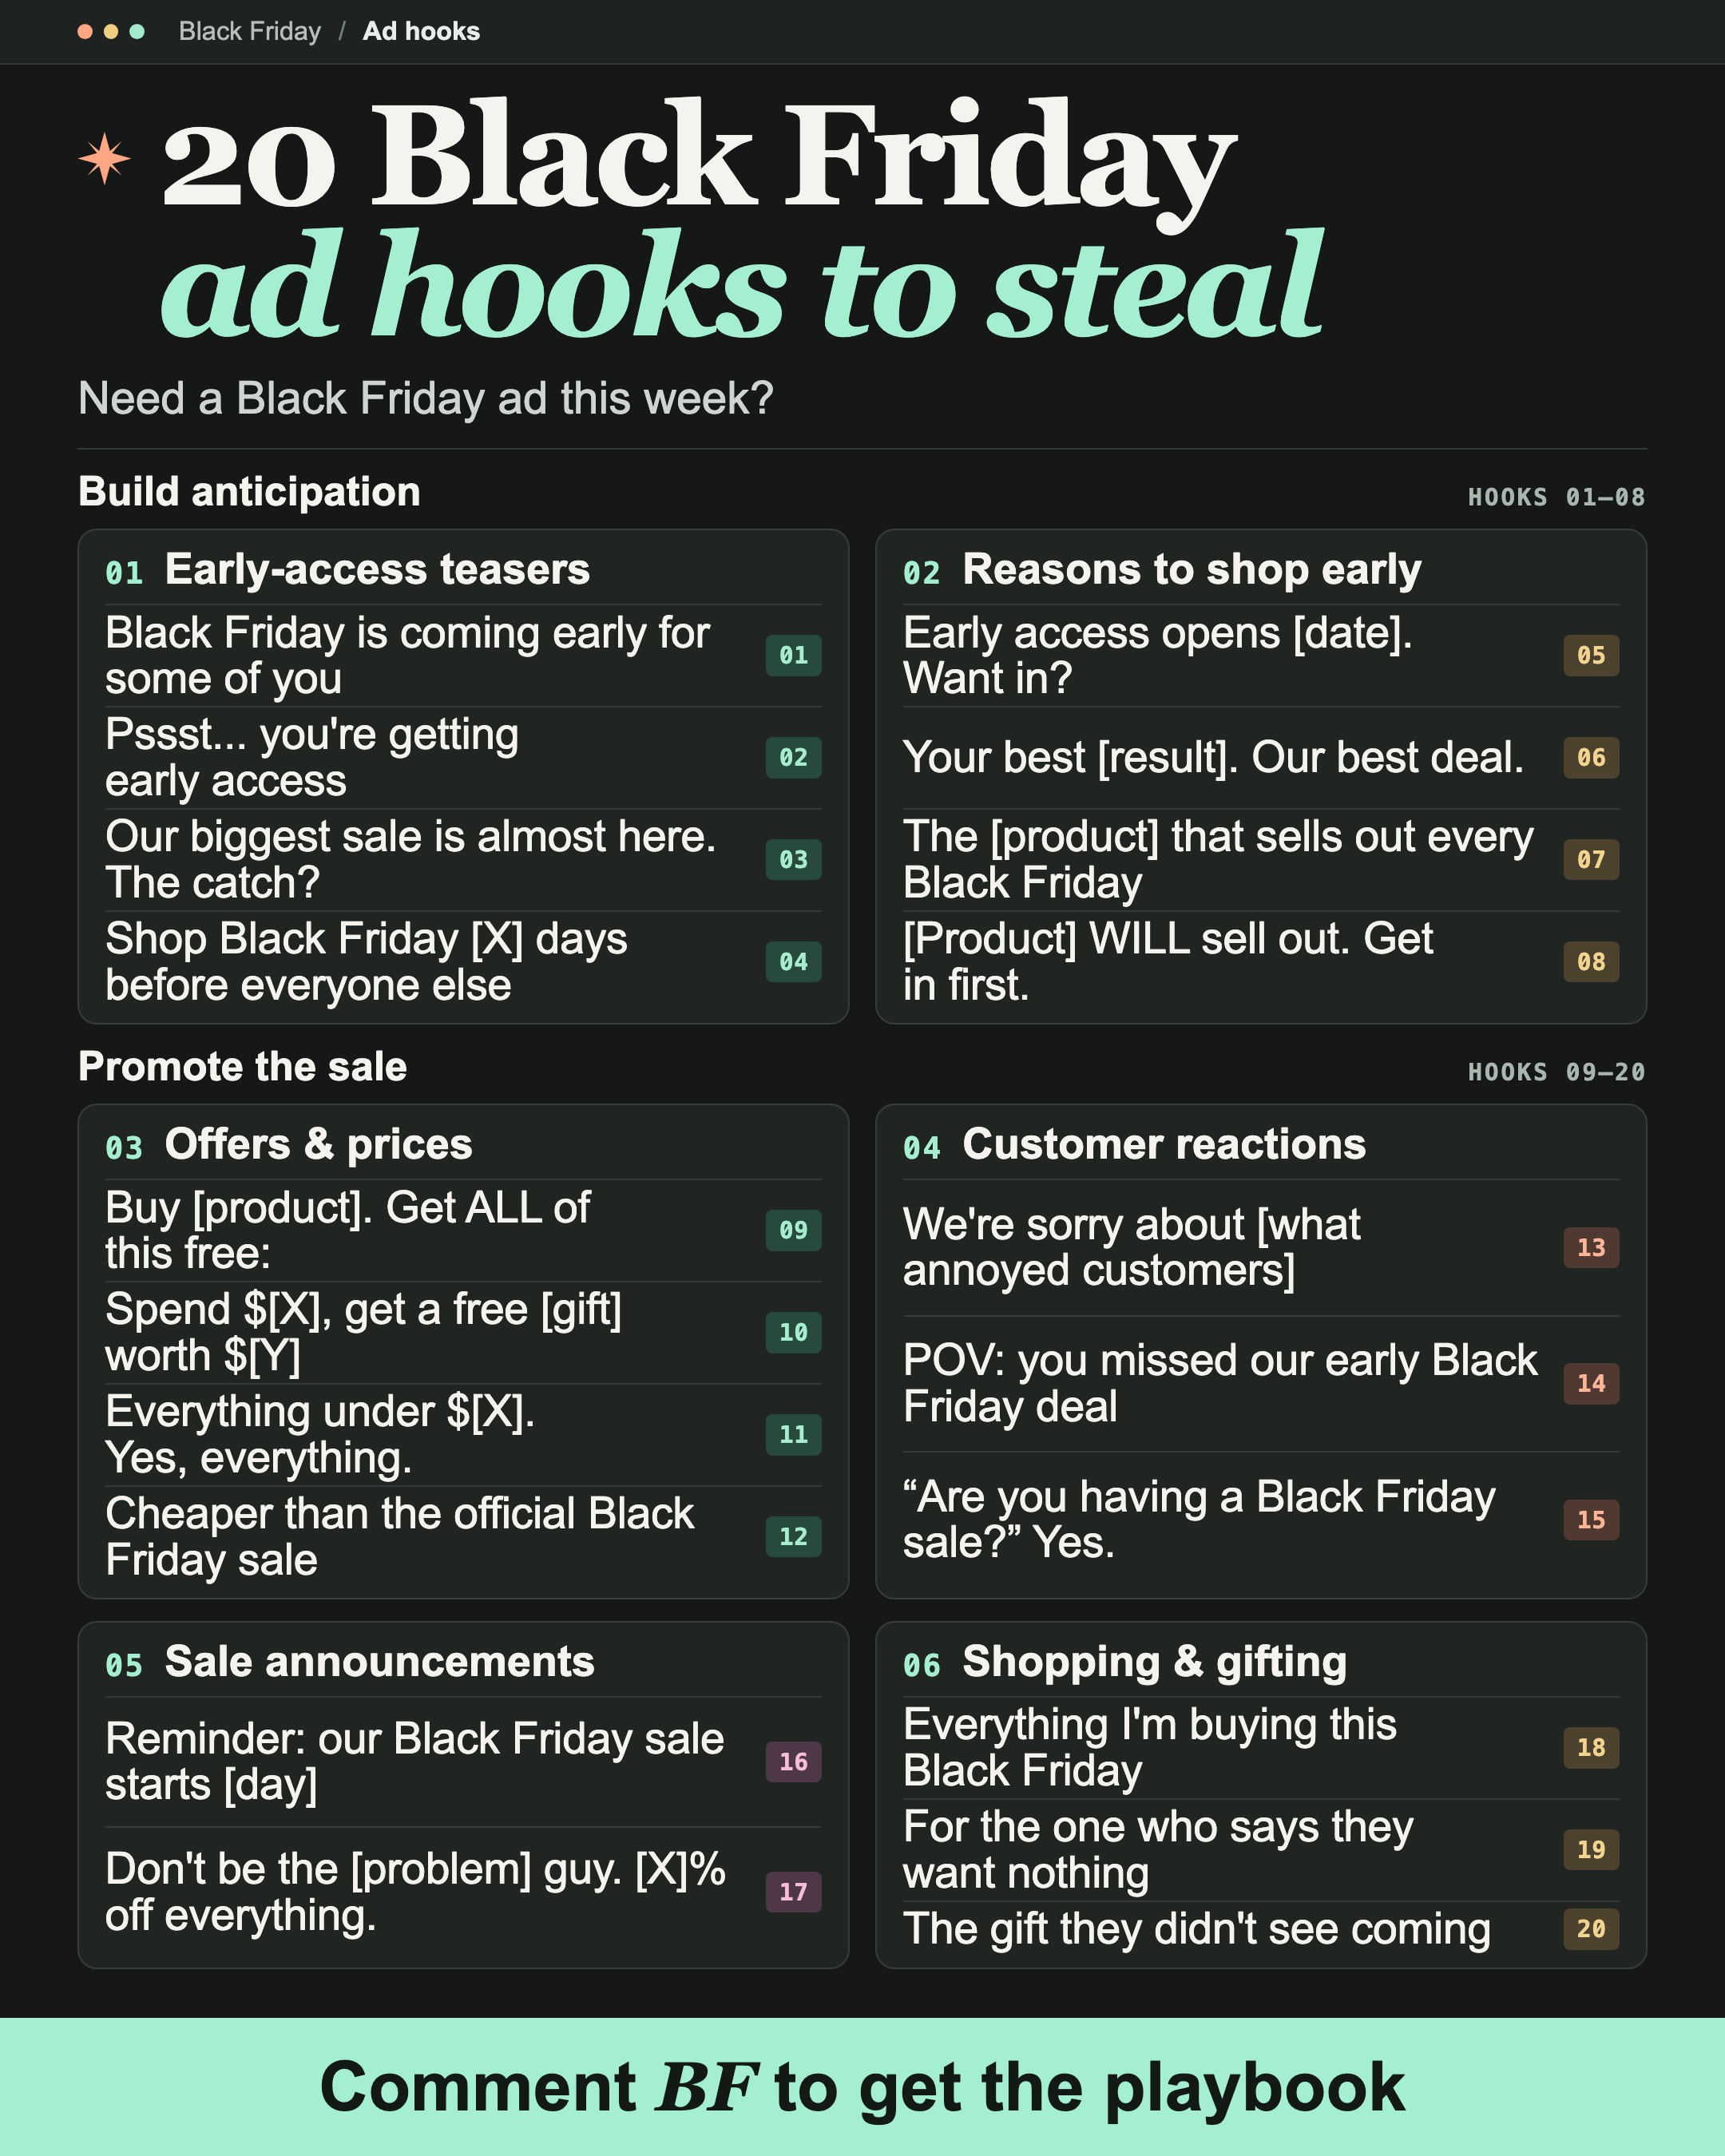 Black Friday / Ad hooks
20 Black Friday
ad hooks to steal
Need a Black Friday ad this week?
Build anticipation
HOOKS 01–08
01 Early-access teasers
Black Friday is coming early for
some of you
01
Pssst... you're getting
early access
02
Our biggest sale is almost here.
The catch?
03
Shop Black Friday [X] days
before everyone else
04
02 Reasons to shop early
Early access opens [date].
Want in?
05
Your best [result]. Our best deal.
06
The [product] that sells out every
Black Friday
07
[Product] WILL sell out. Get
in first.
08
Promote the sale
HOOKS 09–20
03 Offers & prices
Buy [product]. Get ALL of
this free:
09
Spend $[X], get a free [gift]
worth $[Y]
10
Everything under $[X].
Yes, everything.
11
Cheaper than the official Black
Friday sale
12
04 Customer reactions
We're sorry about [what
annoyed customers]
13
POV: you missed our early Black
Friday deal
14
“Are you having a Black Friday
sale?” Yes.
15
05 Sale announcements
Reminder: our Black Friday sale
starts [day]
16
Don't be the [problem] guy. [X]%
off everything.
17
06 Shopping & gifting
Everything I'm buying this
Black Friday
18
For the one who says they
want nothing
19
The gift they didn't see coming
20
Comment BF to get the playbook